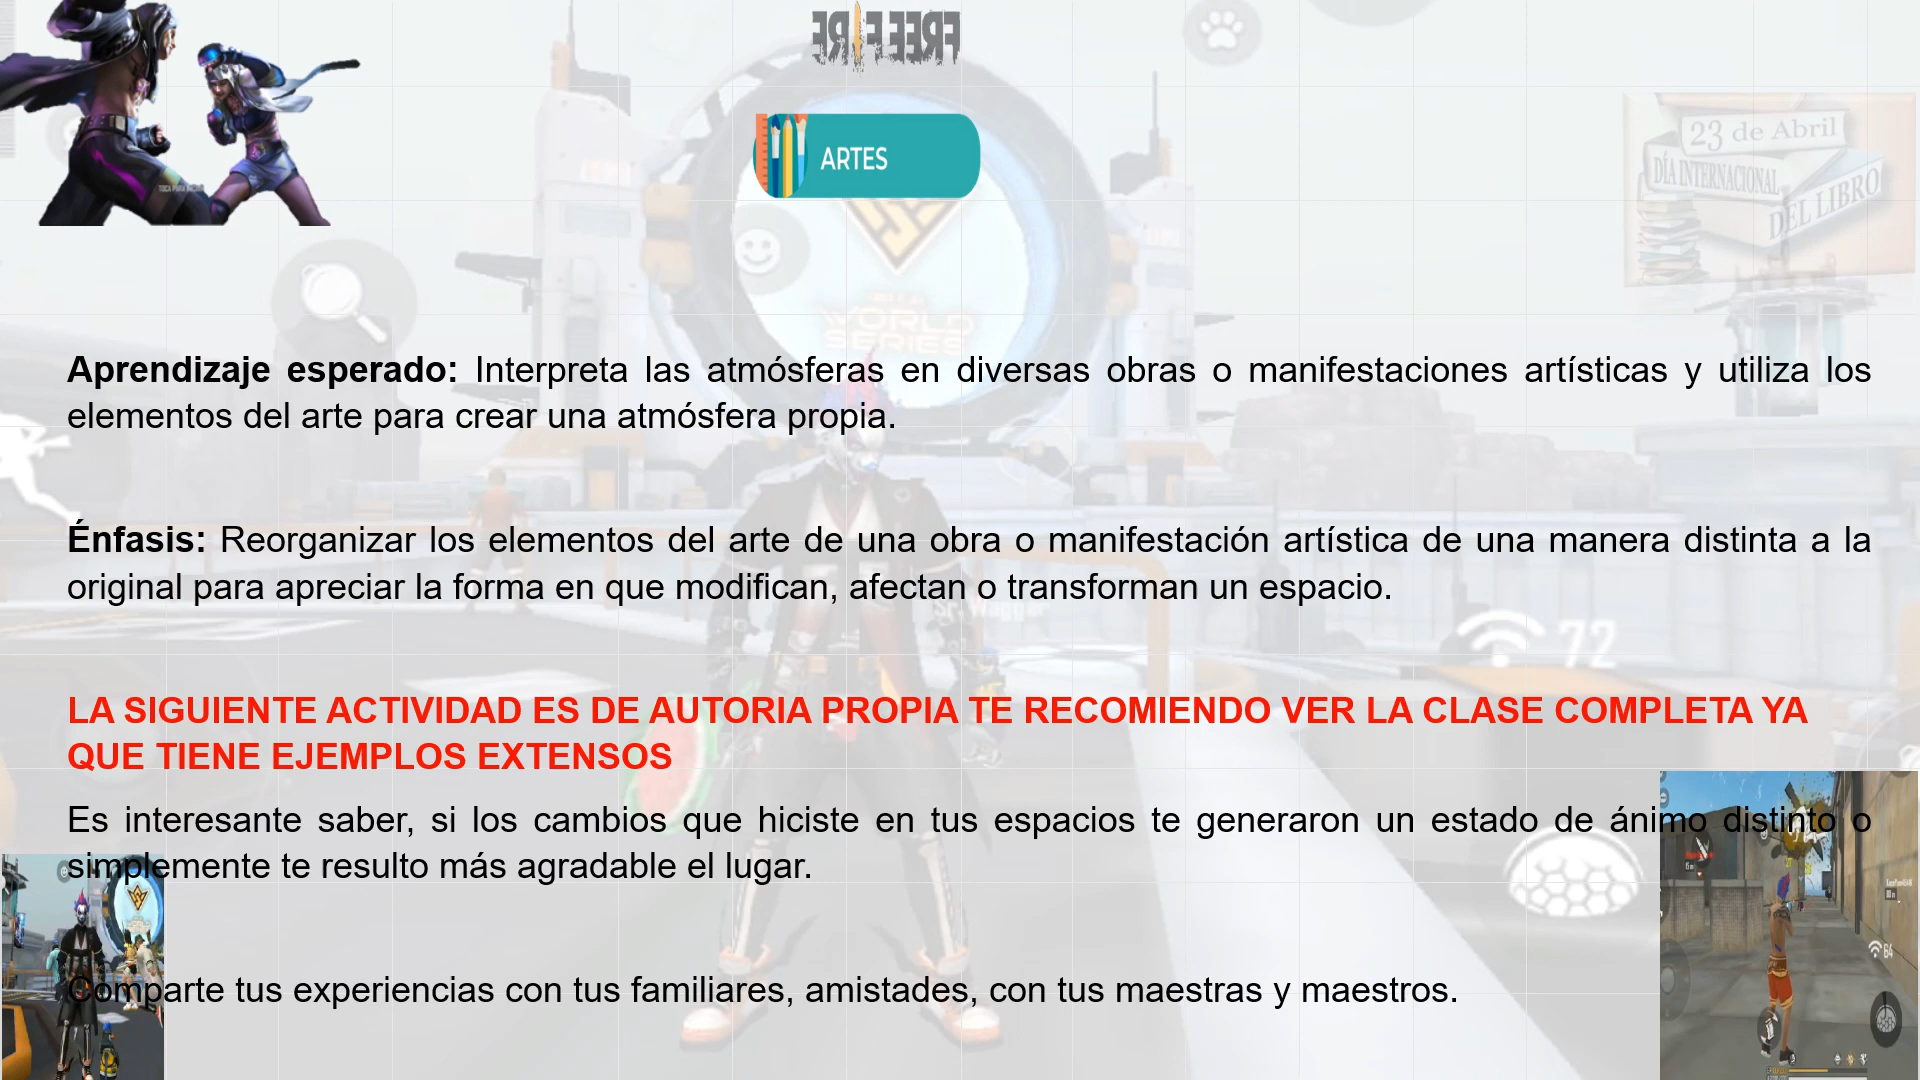 FREE FIRE
ARTES
23 de Abril
DÍA INTERNACIONAL
DEL LIBRO
WORLD
SERIES
Aprendizaje esperado: Interpreta las atmósferas en diversas obras o manifestaciones artísticas y utiliza los
elementos del arte para crear una atmósfera propia.
Énfasis: Reorganizar los elementos del arte de una obra o manifestación artística de una manera distinta a la
original para apreciar la forma en que modifican, afectan o transforman un espacio.
72
LA SIGUIENTE ACTIVIDAD ES DE AUTORIA PROPIA TE RECOMIENDO VER LA CLASE COMPLETA YA
QUE TIENE EJEMPLOS EXTENSOS
Es interesante saber, si los cambios que hiciste en tus espacios te generaron un estado de ánimo distinto o
simplemente te resulto más agradable el lugar.
64
Comparte tus experiencias con tus familiares, amistades, con tus maestras y maestros.